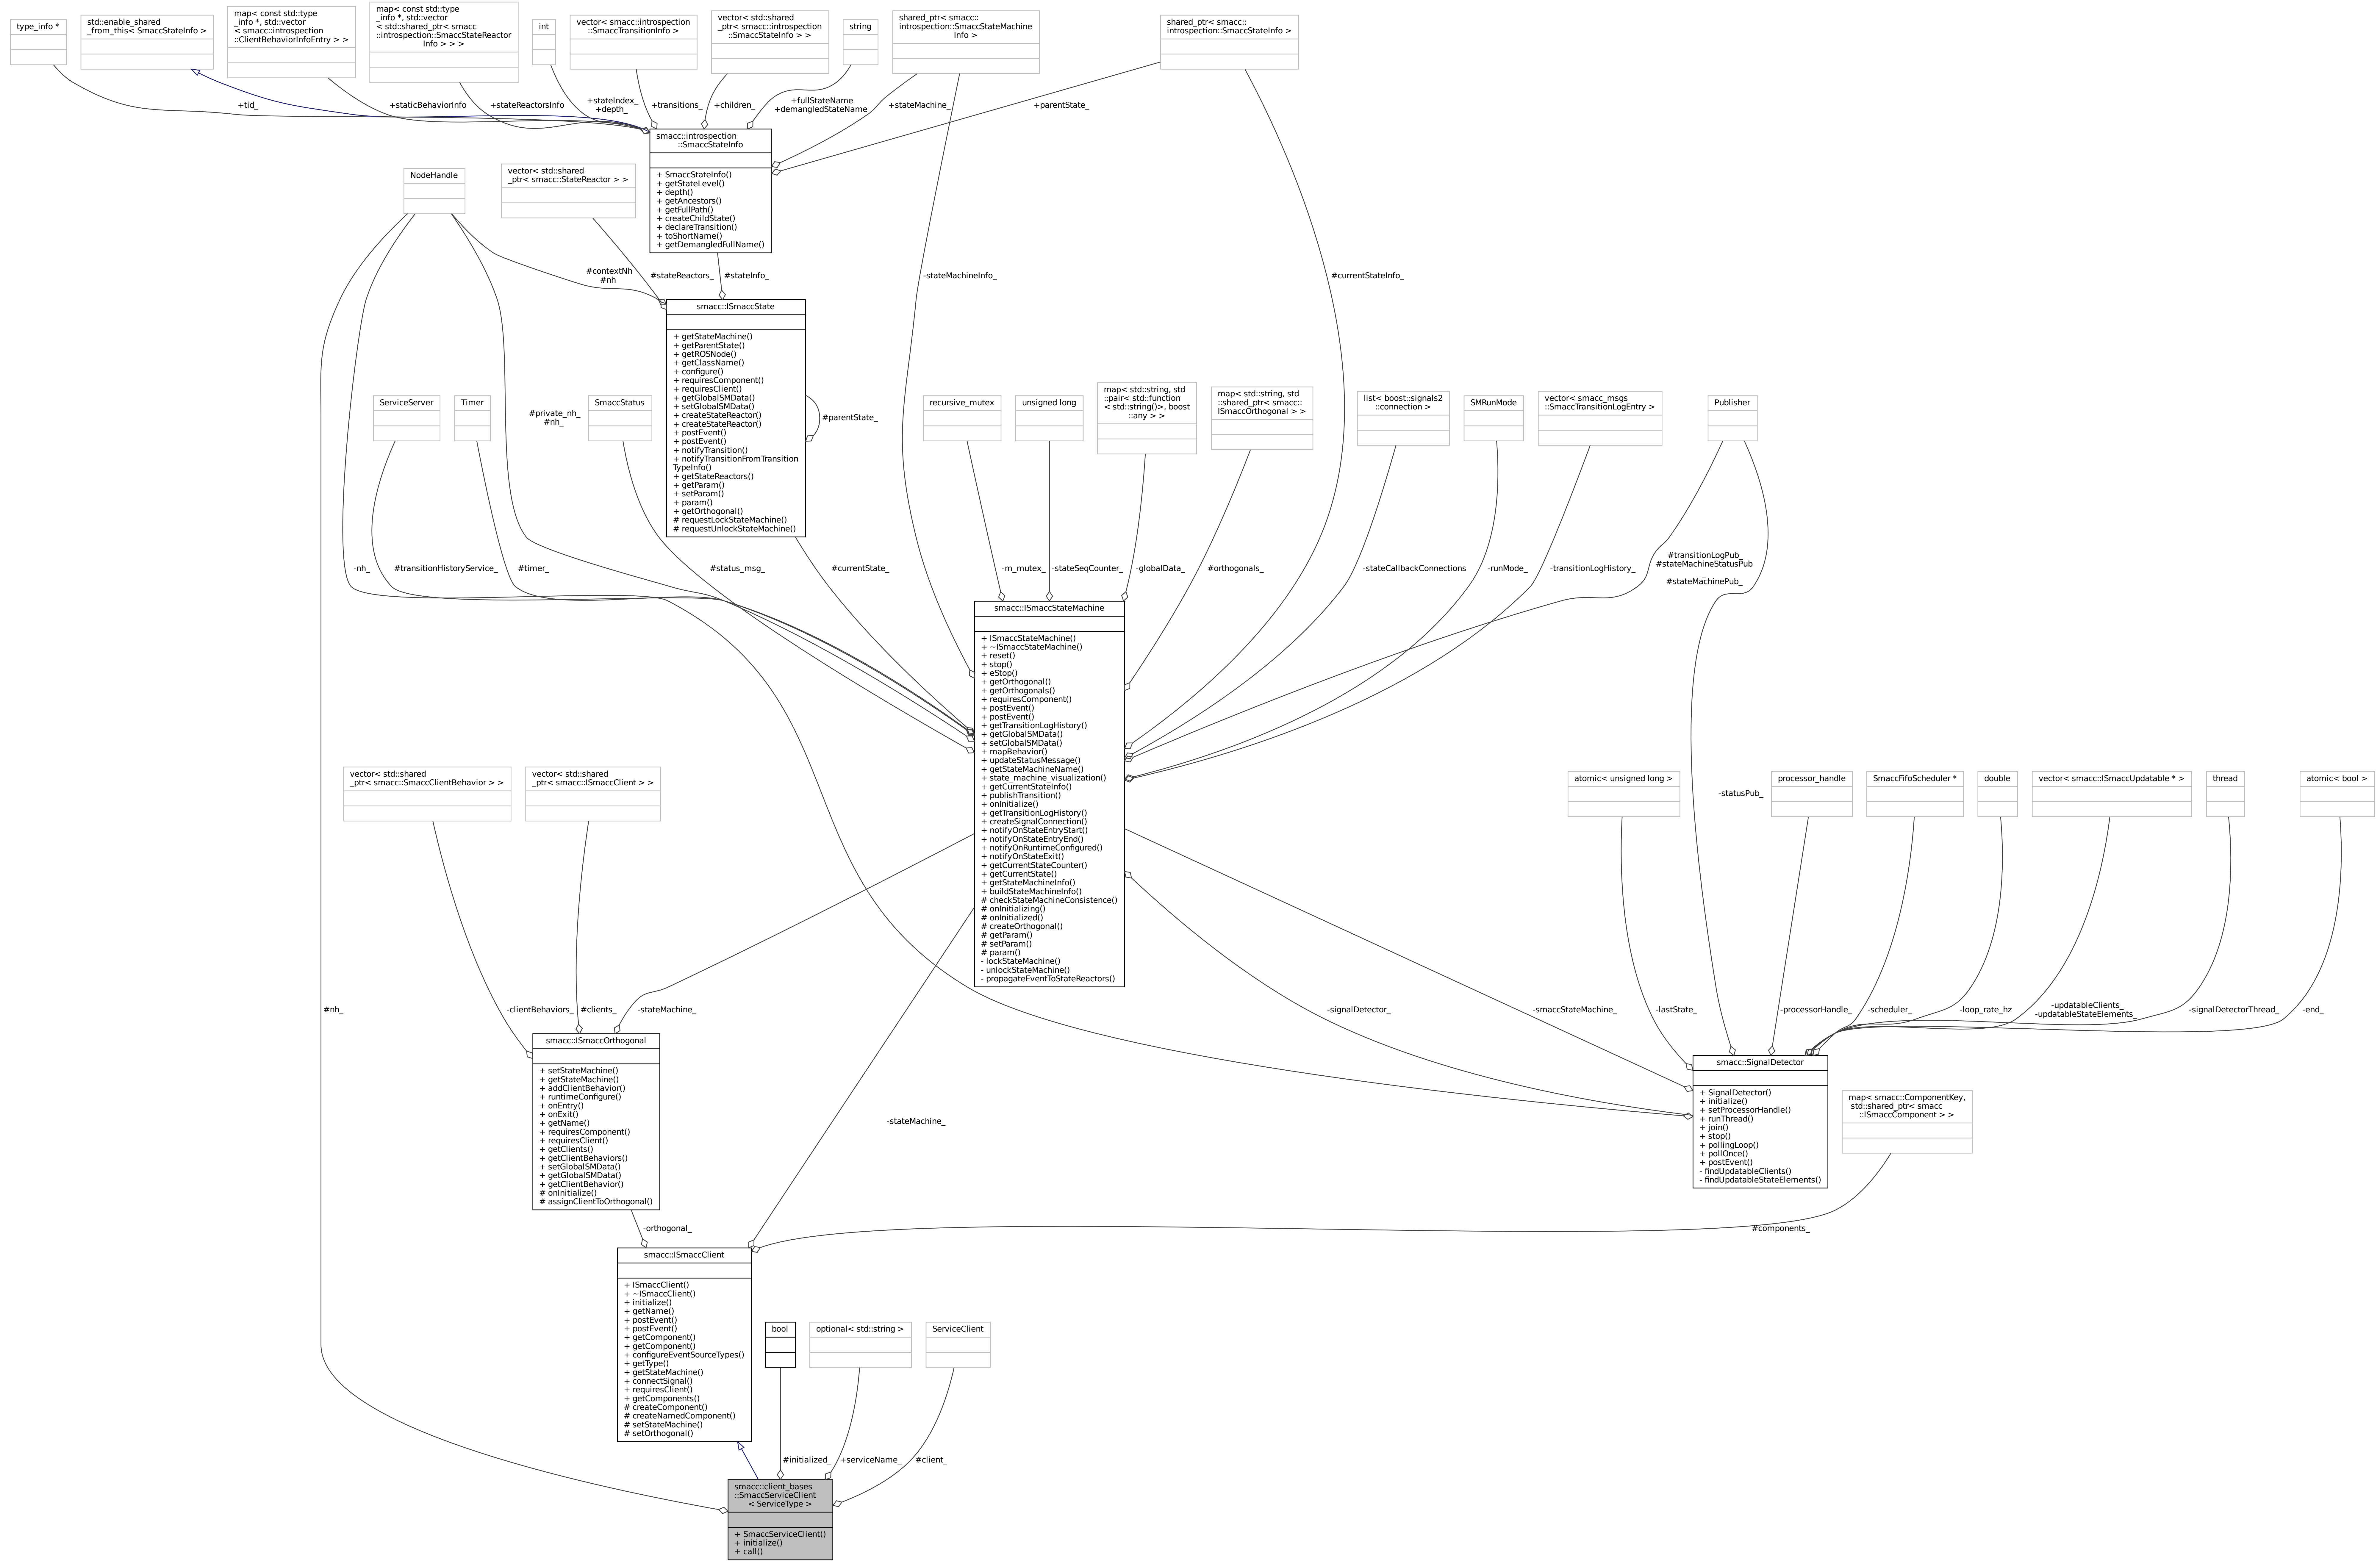 type_info *
std::enable_shared
_from_this< SmaccStateInfo >
map< const std::type
_info *, std::vector
< smacc::introspection
::ClientBehaviorInfoEntry > >
map< const std::type
_info *, std::vector
< std::shared_ptr< smacc
::introspection::SmaccStateReactor
Info > > >
int
vector< smacc::introspection
::SmaccTransitionInfo >
vector< std::shared
_ptr< smacc::introspection
::SmaccStateInfo > >
string
shared_ptr< smacc::
introspection::SmaccStateMachine
Info >
shared_ptr< smacc::
introspection::SmaccStateInfo >
+tid_
+staticBehaviorInfo
+stateReactorsInfo
+stateIndex_
+depth_
+transitions_
+children_
+fullStateName
+demangledStateName
+stateMachine_
+parentState_
smacc::introspection
::SmaccStateInfo
+ SmaccStateInfo()
+ getStateLevel()
+ depth()
+ getAncestors()
+ getFullPath()
+ createChildState()
+ declareTransition()
+ toShortName()
+ getDemangledFullName()
NodeHandle
vector< std::shared
_ptr< smacc::StateReactor > >
#contextNh
#nh
#stateReactors_
#stateInfo_
-stateMachineInfo_
#currentStateInfo_
smacc::ISmaccState
+ getStateMachine()
+ getParentState()
+ getROSNode()
+ getClassName()
+ configure()
+ requiresComponent()
+ requiresClient()
+ getGlobalSMData()
+ setGlobalSMData()
+ createStateReactor()
+ createStateReactor()
+ postEvent()
+ postEvent()
+ notifyTransition()
+ notifyTransitionFromTransition
TypeInfo()
+ getStateReactors()
+ getParam()
+ setParam()
+ param()
+ getOrthogonal()
# requestLockStateMachine()
# requestUnlockStateMachine()
#parentState_
ServiceServer
Timer
#private_nh_
#nh_
SmaccStatus
recursive_mutex
unsigned long
map< std::string, std
::pair< std::function
< std::string()>, boost
::any > >
map< std::string, std
::shared_ptr< smacc::
ISmaccOrthogonal > >
list< boost::signals2
::connection >
SMRunMode
vector< smacc_msgs
::SmaccTransitionLogEntry >
Publisher
-nh_
#transitionHistoryService_
#timer_
#status_msg_
#currentState_
-m_mutex_
-stateSeqCounter_
-globalData_
#orthogonals_
-stateCallbackConnections
-runMode_
-transitionLogHistory_
#transitionLogPub_
#stateMachineStatusPub
_
#stateMachinePub_
smacc::ISmaccStateMachine
+ ISmaccStateMachine()
+ ~ISmaccStateMachine()
+ reset()
+ stop()
+ eStop()
+ getOrthogonal()
+ getOrthogonals()
+ requiresComponent()
+ postEvent()
+ postEvent()
+ getTransitionLogHistory()
+ getGlobalSMData()
+ setGlobalSMData()
+ mapBehavior()
+ updateStatusMessage()
+ getStateMachineName()
+ state_machine_visualization()
+ getCurrentStateInfo()
+ publishTransition()
+ onInitialize()
+ getTransitionLogHistory()
+ createSignalConnection()
+ notifyOnStateEntryStart()
+ notifyOnStateEntryEnd()
+ notifyOnRuntimeConfigured()
+ notifyOnStateExit()
+ getCurrentStateCounter()
+ getCurrentState()
+ getStateMachineInfo()
+ buildStateMachineInfo()
# checkStateMachineConsistence()
# onInitializing()
# onInitialized()
# createOrthogonal()
# getParam()
# setParam()
# param()
- lockStateMachine()
- unlockStateMachine()
- propagateEventToStateReactors()
vector< std::shared
_ptr< smacc::SmaccClientBehavior > >
vector< std::shared
_ptr< smacc::ISmaccClient > >
atomic< unsigned long >
processor_handle
SmaccFifoScheduler *
double
vector< smacc::ISmaccUpdatable * >
thread
atomic< bool >
-statusPub_
#nh_
-clientBehaviors_
#clients_
-stateMachine_
-signalDetector_
-smaccStateMachine_
-lastState_
-processorHandle_
-scheduler_
-loop_rate_hz
-updatableClients_
-updatableStateElements_
-signalDetectorThread_
-end_
smacc::ISmaccOrthogonal
+ setStateMachine()
+ getStateMachine()
+ addClientBehavior()
+ runtimeConfigure()
+ onEntry()
+ onExit()
+ getName()
+ requiresComponent()
+ requiresClient()
+ getClients()
+ getClientBehaviors()
+ setGlobalSMData()
+ getGlobalSMData()
+ getClientBehavior()
# onInitialize()
# assignClientToOrthogonal()
smacc::SignalDetector
+ SignalDetector()
+ initialize()
+ setProcessorHandle()
+ runThread()
+ join()
+ stop()
+ pollingLoop()
+ pollOnce()
+ postEvent()
- findUpdatableClients()
- findUpdatableStateElements()
map< smacc::ComponentKey,
std::shared_ptr< smacc
::ISmaccComponent > >
-stateMachine_
-orthogonal_
#components_
smacc::ISmaccClient
+ ISmaccClient()
+ ~ISmaccClient()
+ initialize()
+ getName()
+ postEvent()
+ postEvent()
+ getComponent()
+ getComponent()
+ configureEventSourceTypes()
+ getType()
+ getStateMachine()
+ connectSignal()
+ requiresClient()
+ getComponents()
# createComponent()
# createNamedComponent()
# setStateMachine()
# setOrthogonal()
bool
optional< std::string >
ServiceClient
#initialized_
+serviceName_
#client_
smacc::client_bases
::SmaccServiceClient
< ServiceType >
+ SmaccServiceClient()
+ initialize()
+ call()